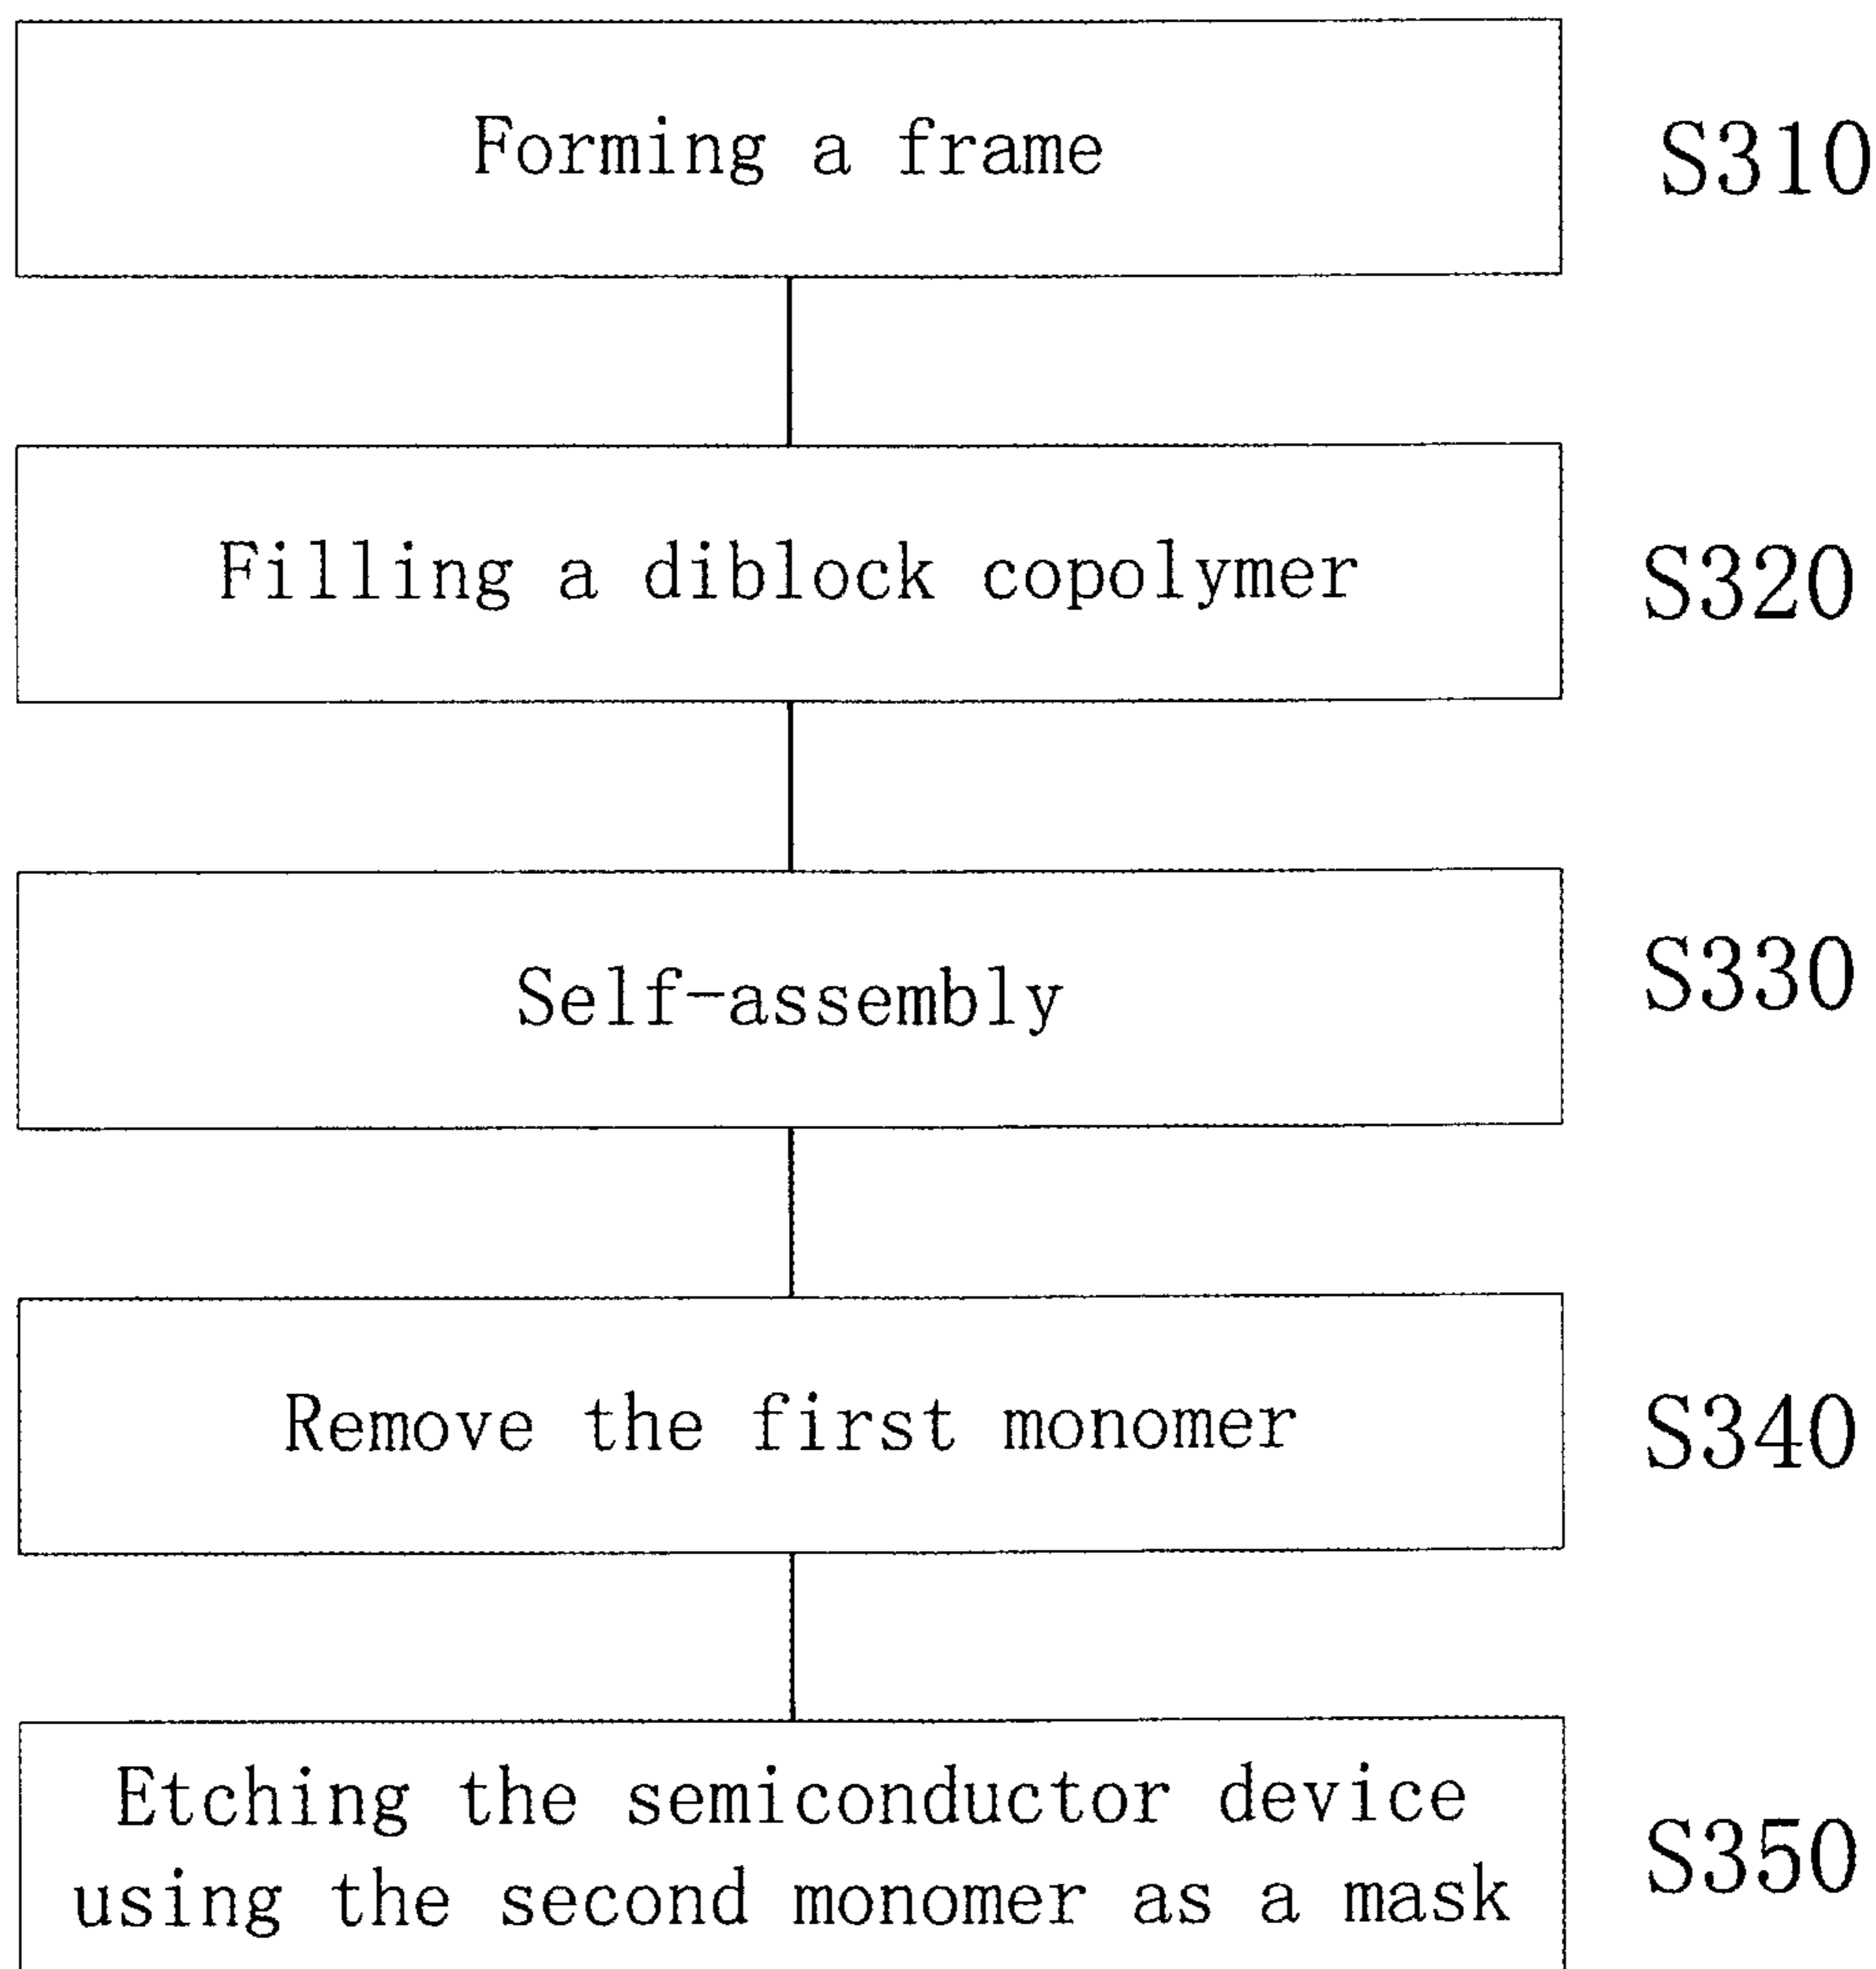 Forming a frame
S310
Filling a diblock copolymer
S320
Self-assembly
S330
Remove the first monomer
S340
Etching the semiconductor device
using the second monomer as a mask
S350